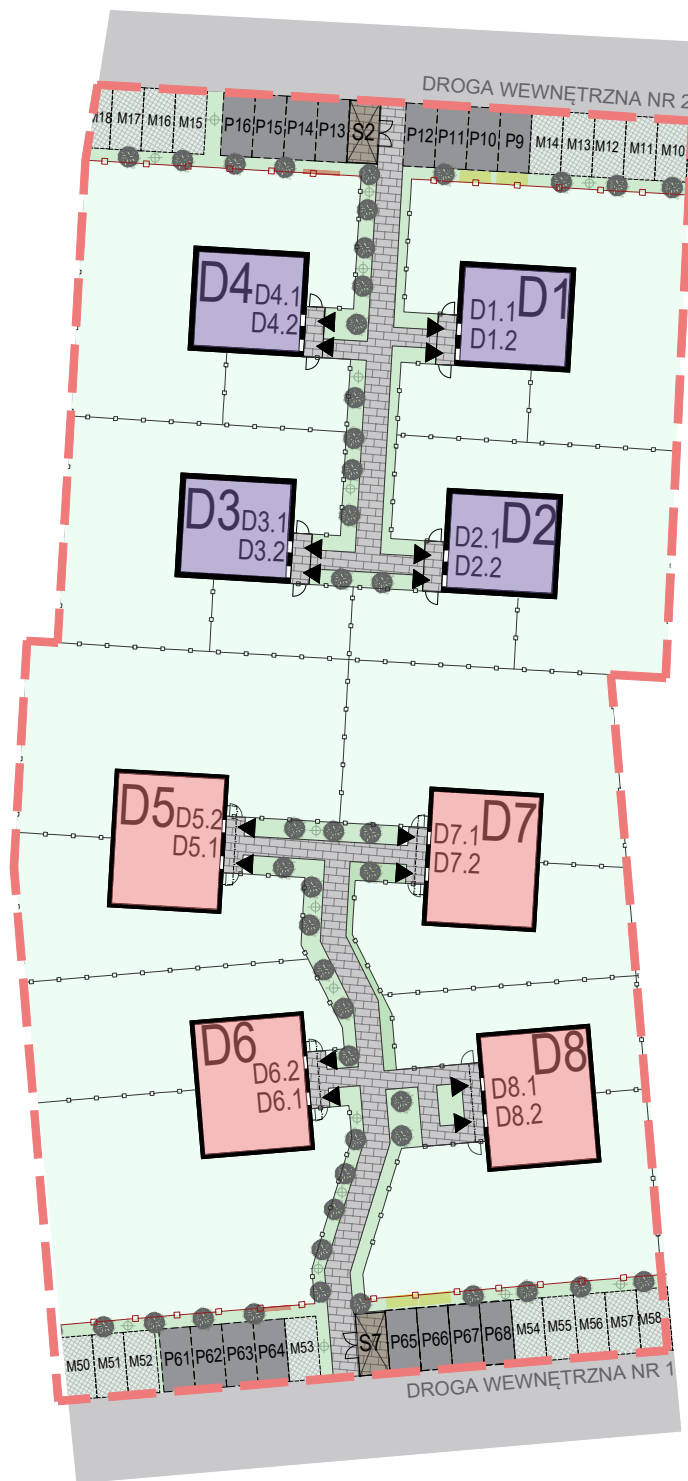 DROGA WEWNĘTRZNA NR 2
M18 M17 M16 M15 P16 P15 P14 P13 S2 P12 P11 P10 P9 M14 M13 M12 M11 M10
D4 D4.1
D4.2
D1.1 D1
D1.2
D3 D3.1
D3.2
D2.1 D2
D2.2
D5 D5.2
D5.1
D7.1 D7
D7.2
D6
D6.2
D6.1
D8
D8.1
D8.2
M50 M51 M52 P61 P62 P63 P64 M53 S7 P65 P66 P67 P68 M54 M55 M56 M57 M58
DROGA WEWNĘTRZNA NR 1